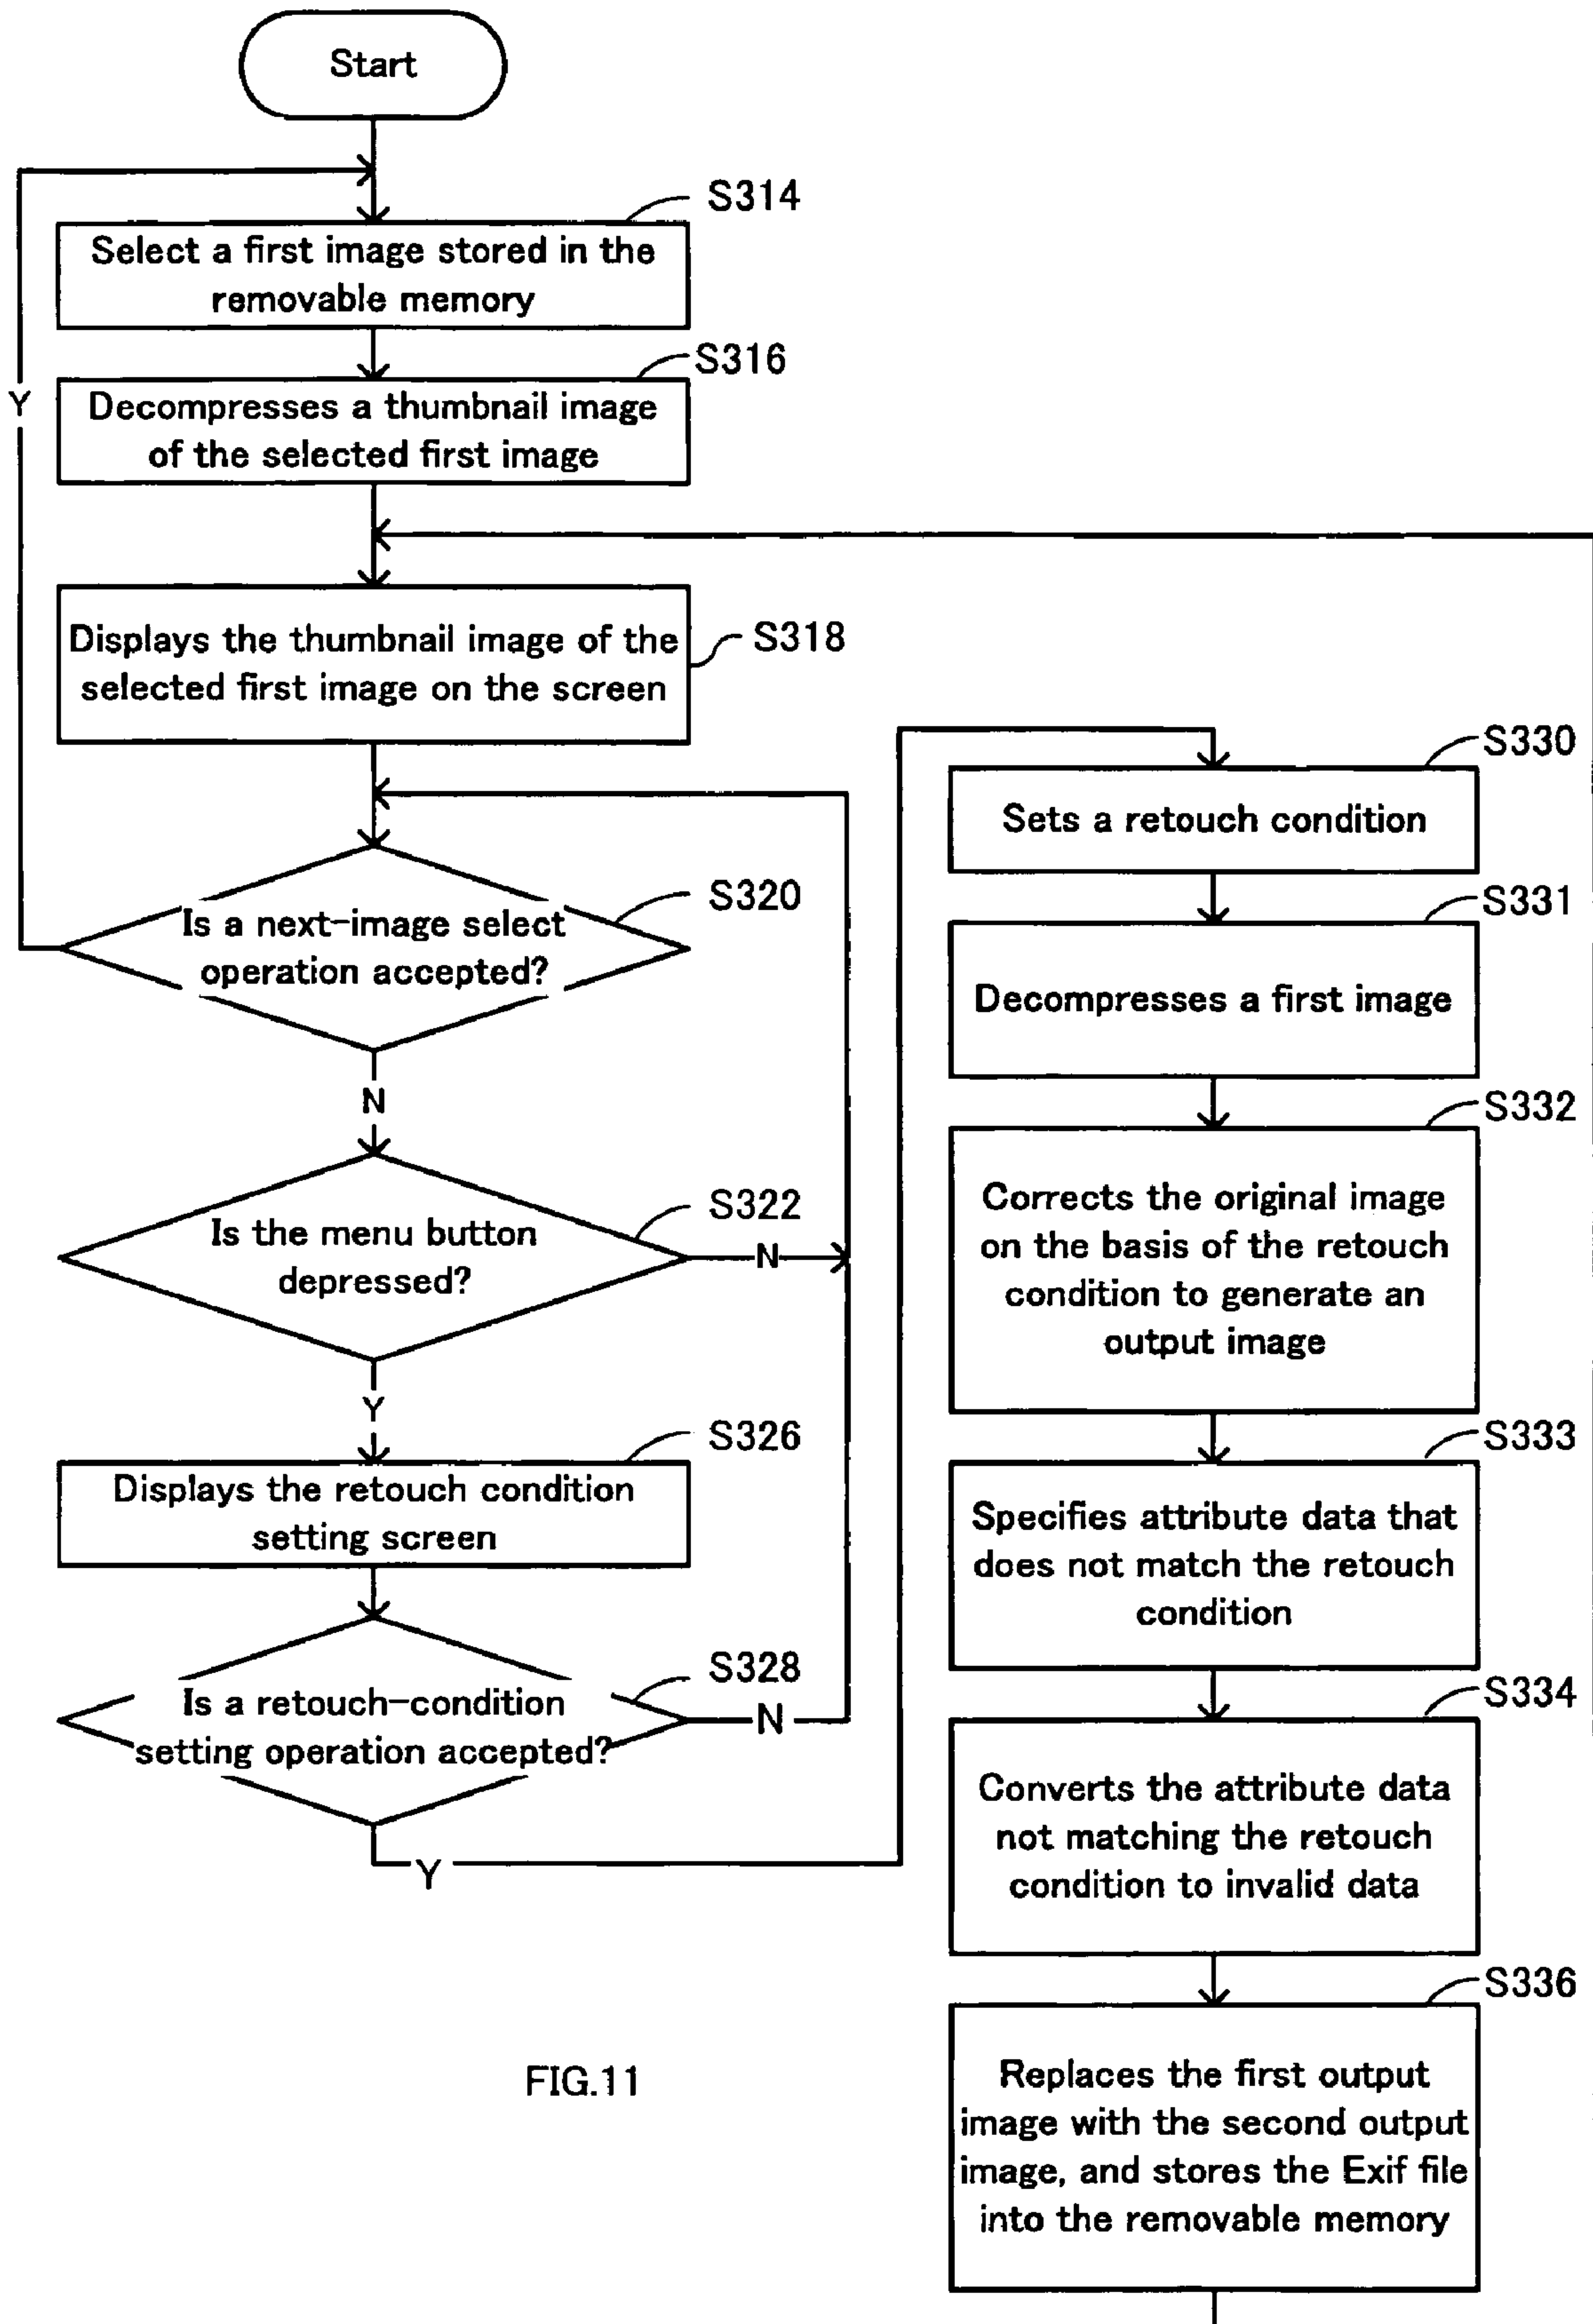 Start
S314
Select a first image stored in the
removable memory
S316
Decompresses a thumbnail image
of the selected first image
Y
Displays the thumbnail image of the
selected first image on the screen
S318
S320
Is a next-image select
operation accepted?
N
S322
Is the menu button
depressed?
N
Y
S326
Displays the retouch condition
setting screen
S328
Is a retouch-condition
setting operation accepted?
N
Y
S330
Sets a retouch condition
S331
Decompresses a first image
S332
Corrects the original image
on the basis of the retouch
condition to generate an
output image
S333
Specifies attribute data that
does not match the retouch
condition
S334
Converts the attribute data
not matching the retouch
condition to invalid data
S336
Replaces the first output
image with the second output
image, and stores the Exif file
into the removable memory
FIG.11